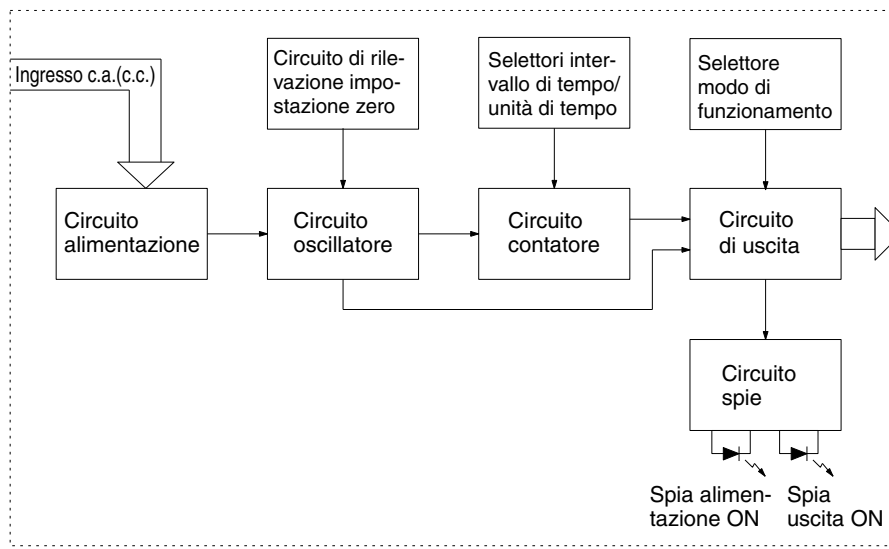 Ingresso c.a.(c.c.)
Circuito di rile-
vazione impo-
stazione zero
Selettori inter-
vallo di tempo/
unità di tempo
Selettore
modo di
funzionamento
Circuito
alimentazione
Circuito
oscillatore
Circuito
contatore
Circuito
di uscita
Circuito
spie
Spia alimen-
tazione ON
Spia
uscita ON